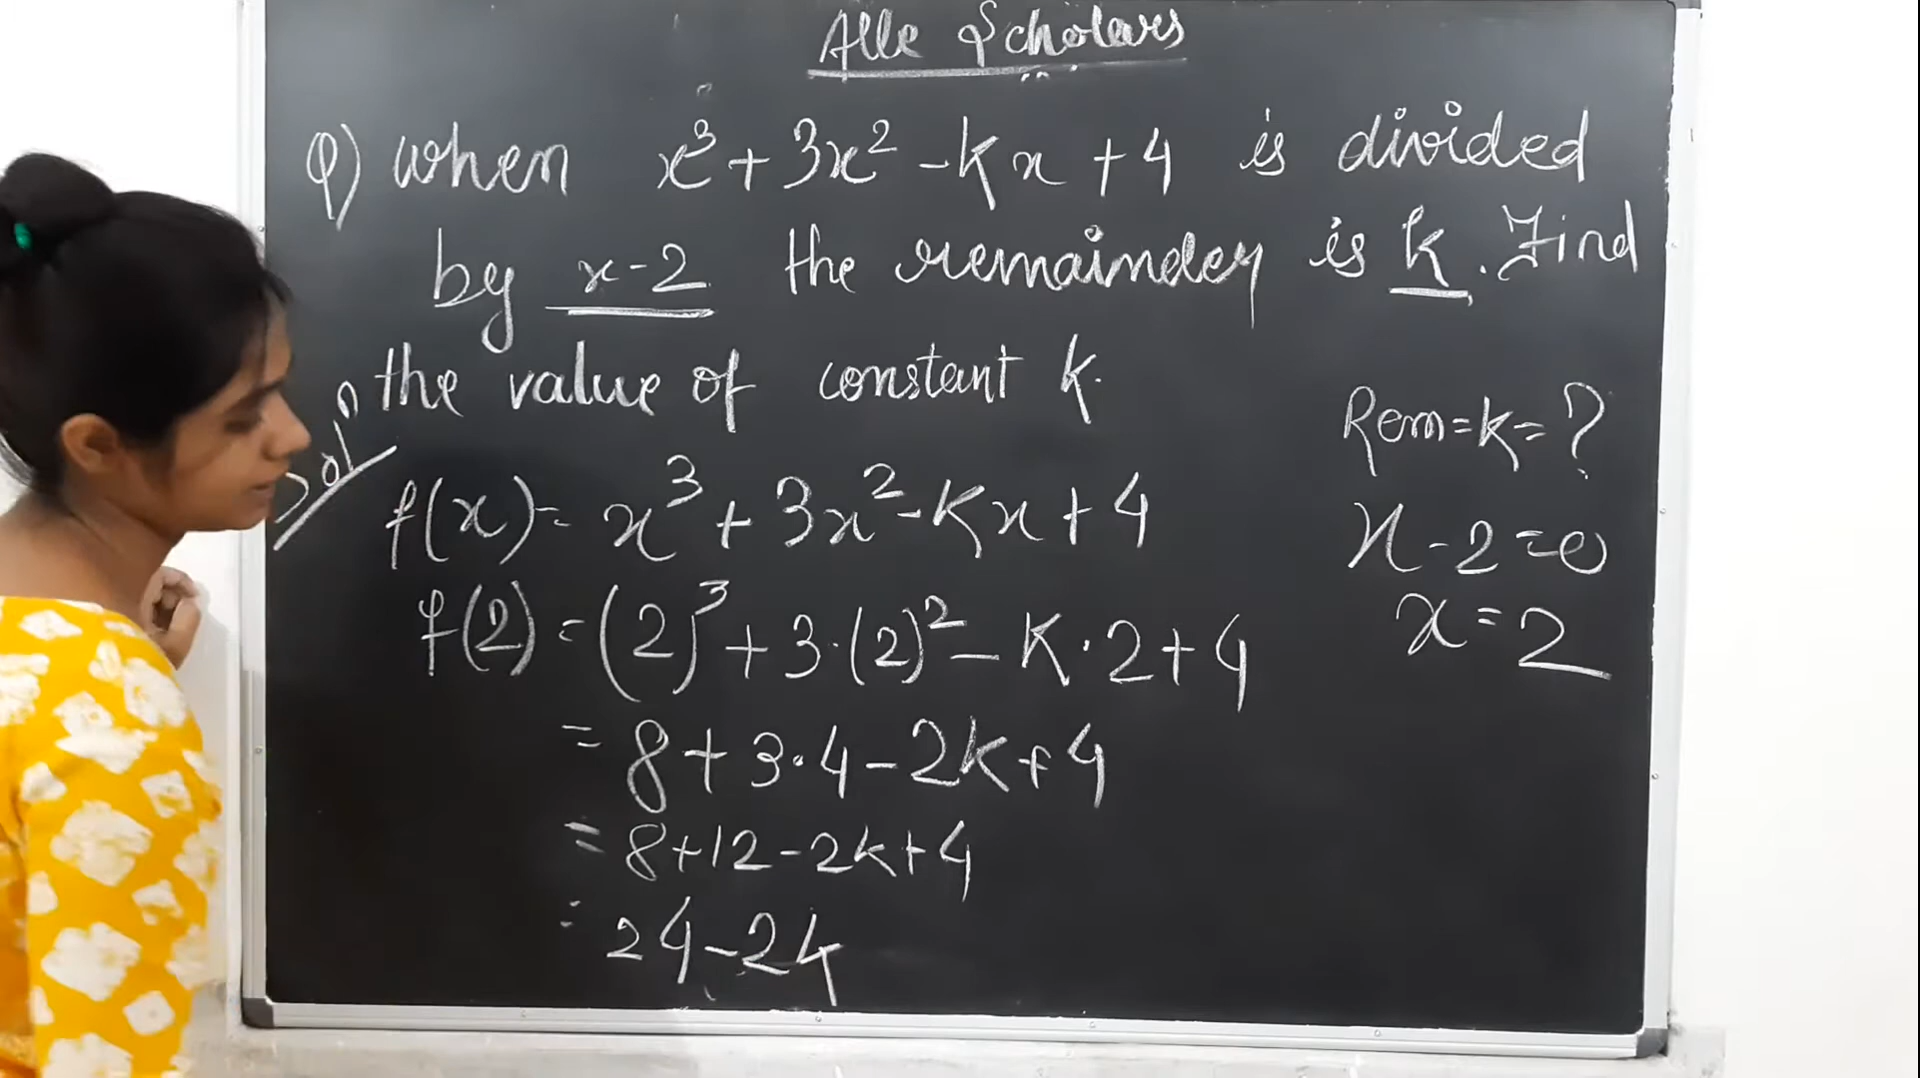 Alle Scholars
Q) when x³ + 3x² - kx + 4 is divided
by x-2 the remainder is k. Find
the value of constant k.
Solⁿ
f(x) = x³ + 3x² - kx + 4
f(2) = (2)³ + 3·(2)² - k·2 + 4
= 8 + 3·4 - 2k + 4
= 8+12-2k+4
= 24-2k
Rem = k = ?
x - 2 = 0
x = 2